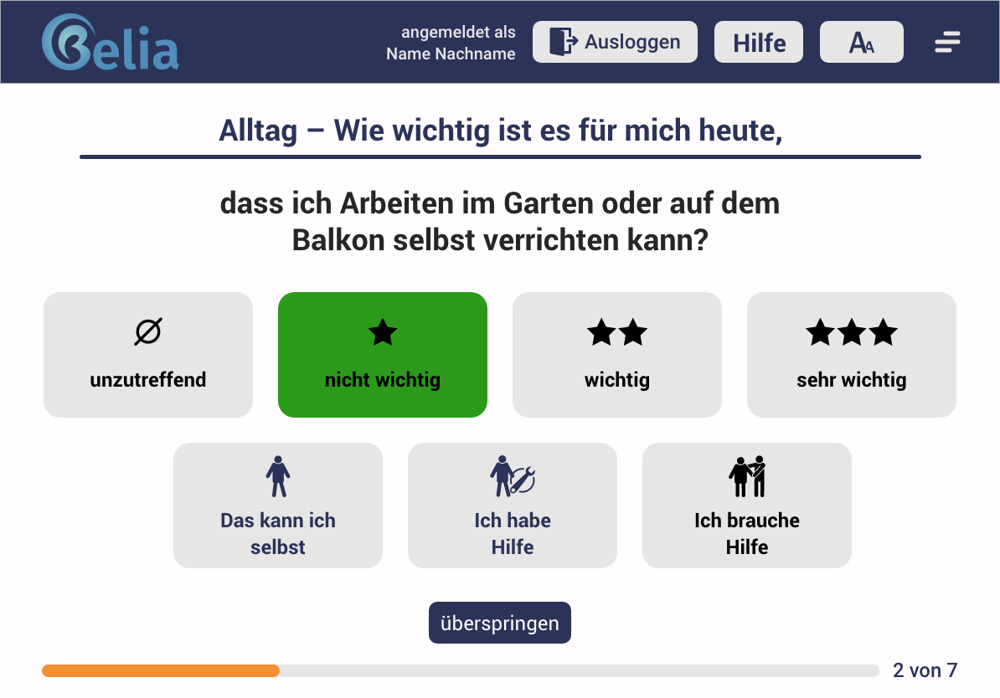 Belia
angemeldet als
Name Nachname
Ausloggen
Hilfe
AA
Alltag – Wie wichtig ist es für mich heute,
dass ich Arbeiten im Garten oder auf dem
Balkon selbst verrichten kann?
unzutreffend
nicht wichtig
wichtig
sehr wichtig
Das kann ich
selbst
Ich habe
Hilfe
Ich brauche
Hilfe
überspringen
2 von 7